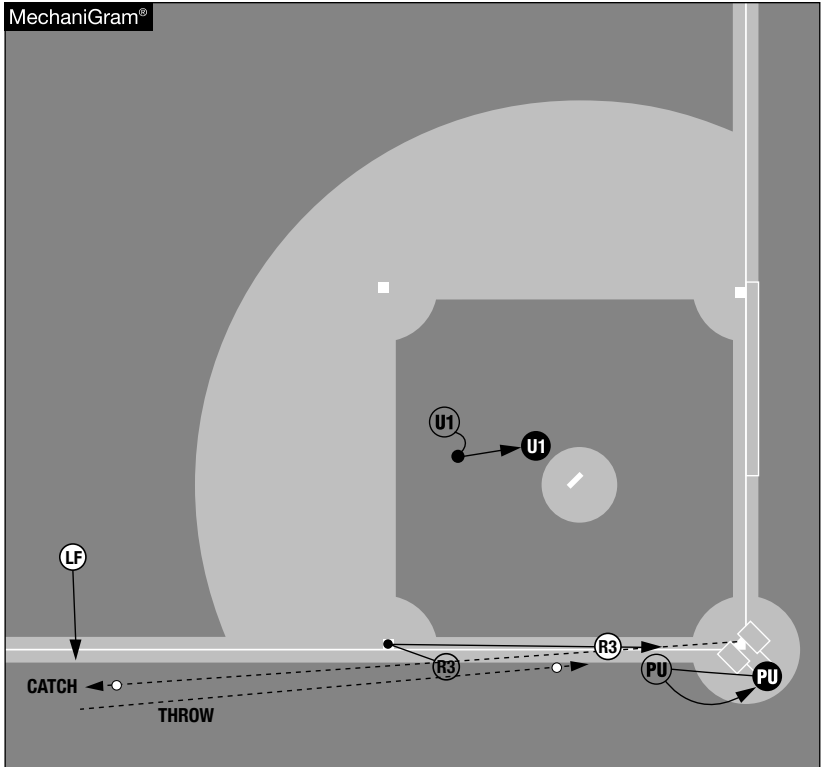 MechaniGram®
U1
U1
LF
R3
R3
PU
PU
CATCH
THROW